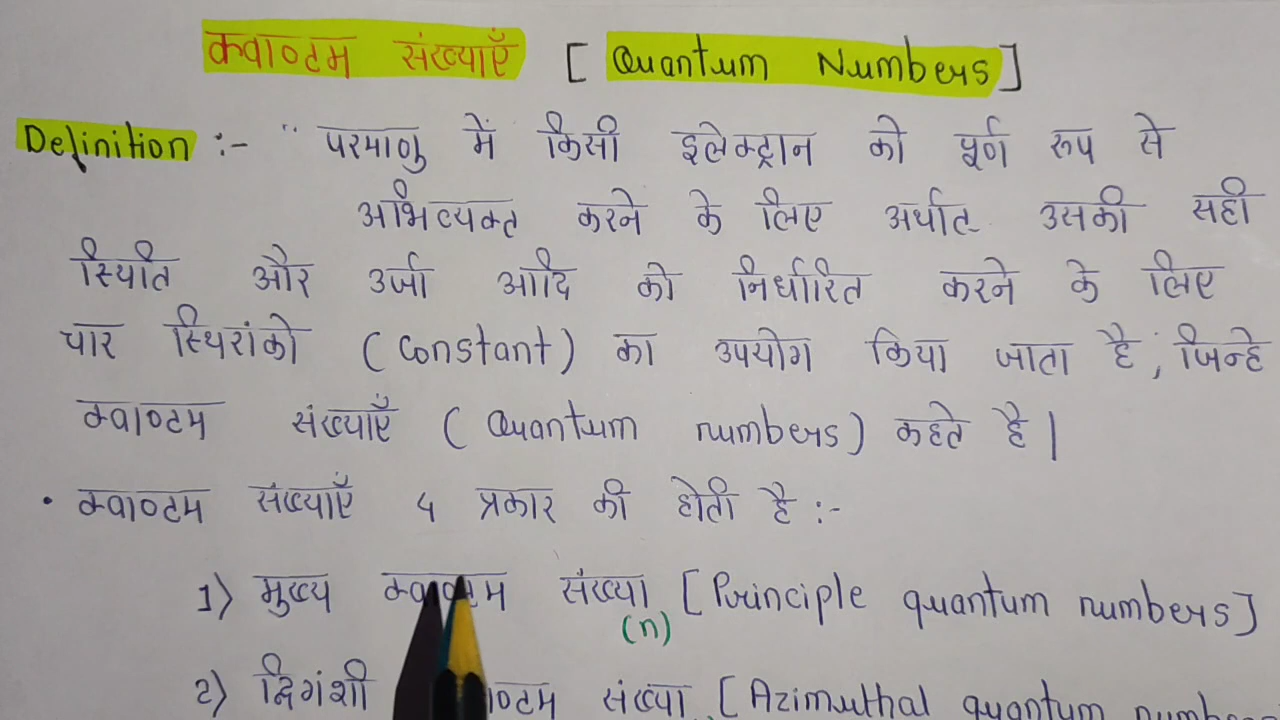 क्वाण्टम संख्याएँ [ Quantum Numbers ]
Definition :- " परमाणु में किसी इलेक्ट्रान को पूर्ण रूप से
अभिव्यक्त करने के लिए अर्थात उसकी सही
स्थिति और उर्जा आदि को निर्धारित करने के लिए
चार स्थिरांको ( Constant ) का उपयोग किया जाता है, जिन्हे
क्वाण्टम संख्याएँ ( Quantum numbers ) कहते है |
• क्वाण्टम संख्याएँ 4 प्रकार की होती है :-
1) मुख्य क्वाण्टम संख्या [ Principle quantum numbers ]
(n)
2) द्विगंशी संख्या [ Azimuthal quantum